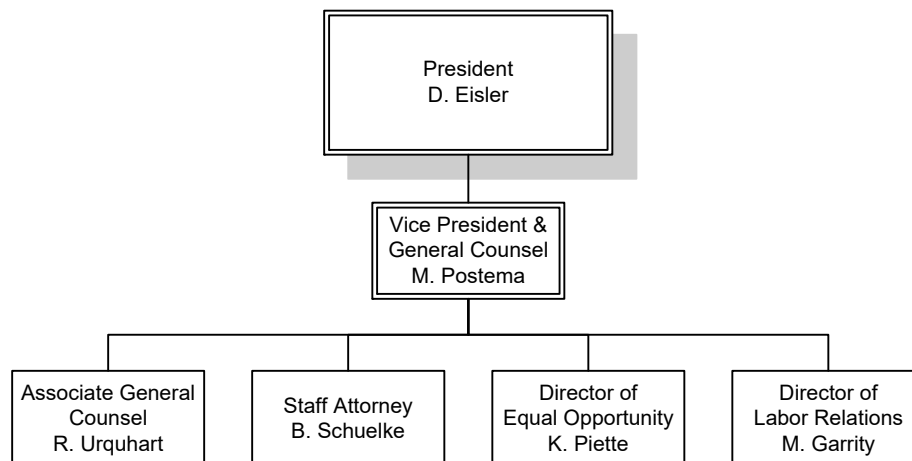 President
D. Eisler
Vice President &
General Counsel
M. Postema
Associate General
Counsel
R. Urquhart
Staff Attorney
B. Schuelke
Director of
Equal Opportunity
K. Piette
Director of
Labor Relations
M. Garrity